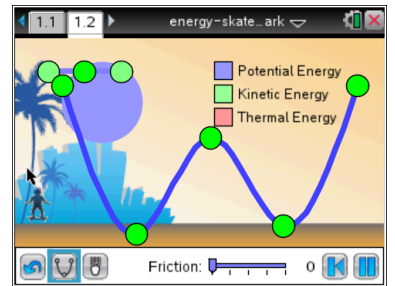 1.1 1.2 energy-skate...ark
Potential Energy
Kinetic Energy
Thermal Energy
Friction: 0